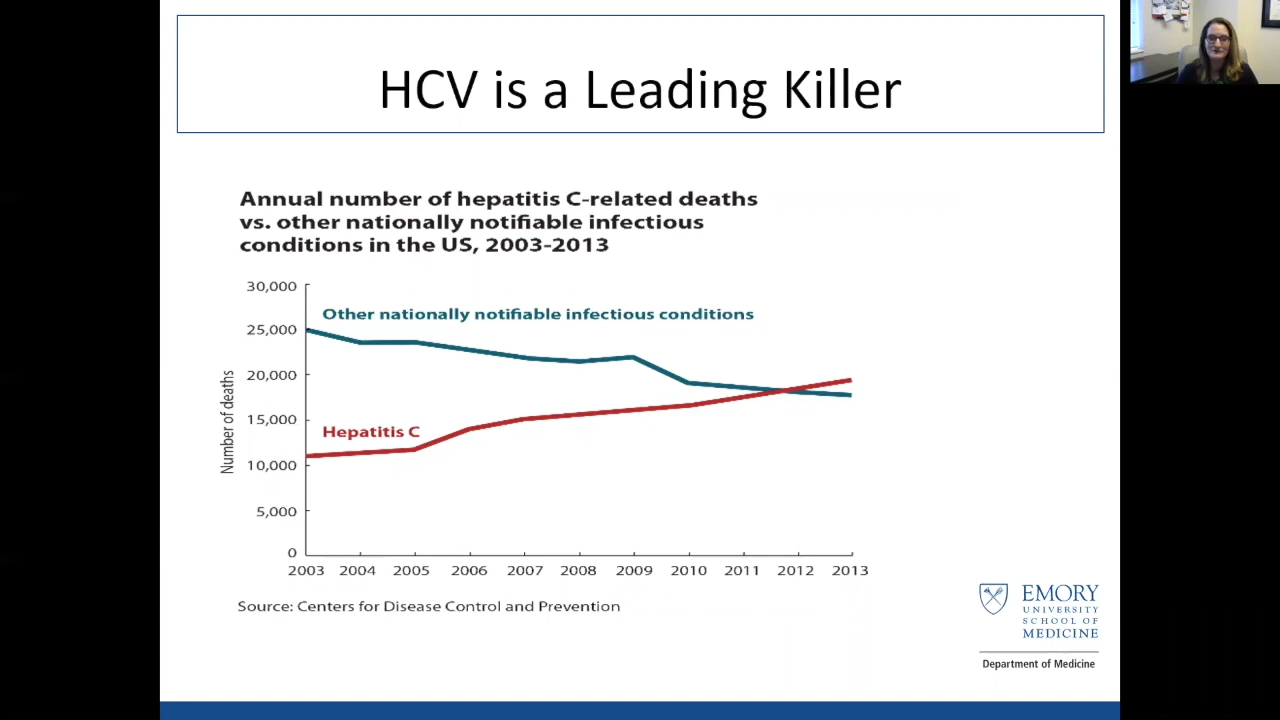 HCV is a Leading Killer
Annual number of hepatitis C-related deaths
vs. other nationally notifiable infectious
conditions in the US, 2003-2013
Number of deaths
30,000
25,000
20,000
15,000
10,000
5,000
0
Other nationally notifiable infectious conditions
Hepatitis C
2003 2004 2005 2006 2007 2008 2009 2010 2011 2012 2013
Source: Centers for Disease Control and Prevention
EMORY
UNIVERSITY
SCHOOL OF
MEDICINE
Department of Medicine